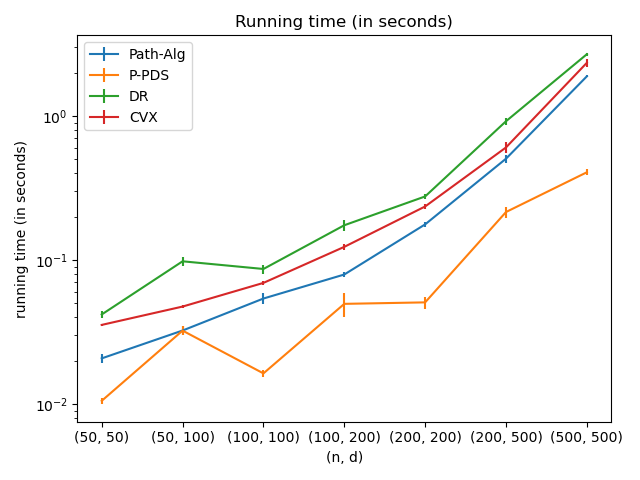 Running time (in seconds)
Path-Alg
P-PDS
DR
CVX
running time (in seconds)
10⁰
10⁻¹
10⁻²
(50, 50) (50, 100) (100, 100) (100, 200) (200, 200) (200, 500) (500, 500)
(n, d)